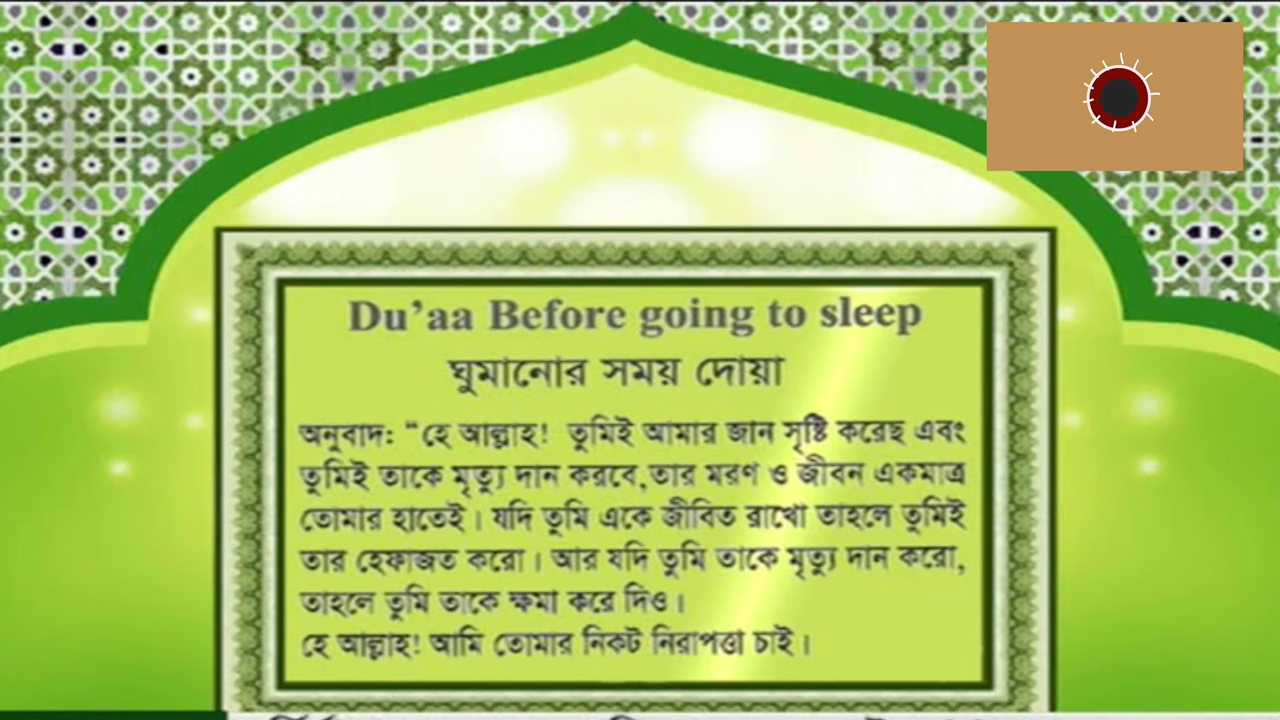 Du’aa Before going to sleep
ঘুমানোর সময় দোয়া
অনুবাদ: “হে আল্লাহ! তুমিই আমার জান সৃষ্টি করেছ এবং
তুমিই তাকে মৃত্যু দান করবে,তার মরণ ও জীবন একমাত্র
তোমার হাতেই। যদি তুমি একে জীবিত রাখো তাহলে তুমিই
তার হেফাজত করো। আর যদি তুমি তাকে মৃত্যু দান করো,
তাহলে তুমি তাকে ক্ষমা করে দিও।
হে আল্লাহ! আমি তোমার নিকট নিরাপত্তা চাই।